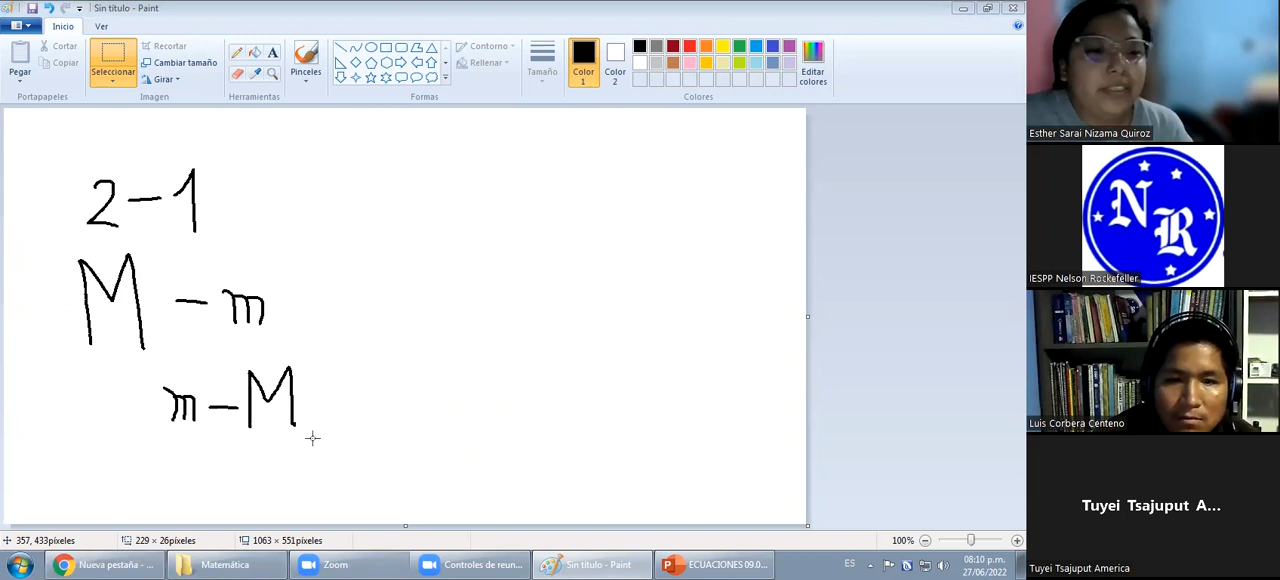 Sin título - Paint
Inicio Ver
Pegar
Cortar
Copiar
Portapapeles
Seleccionar
Recortar
Cambiar tamaño
Girar
Imagen
Herramientas
Pinceles
Contorno
Rellenar
Formas
Tamaño
Color 1
Color 2
Editar colores
Colores
2 - 1
M - m
m - M
Esther Sarai Nizama Quiroz
N R
IESPP Nelson Rockefeller
Luis Corbera Centeno
Tuyei Tsajuput A...
Tuyei Tsajuput America
357, 433píxeles 229 × 26píxeles 1063 × 551píxeles 100%
Nueva pestaña - ... Matemática Zoom Controles de reun... Sin título - Paint ECUACIONES 09.0... ES 08:10 p.m.
27/06/2022